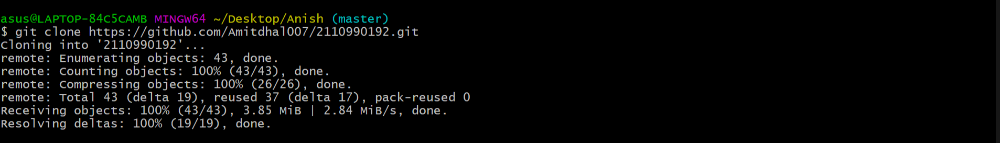 asus@LAPTOP-84C5CAMB MINGW64 ~/Desktop/Anish (master)
$ git clone https://github.com/Amitdhal007/2110990192.git
Cloning into '2110990192'...
remote: Enumerating objects: 43, done.
remote: Counting objects: 100% (43/43), done.
remote: Compressing objects: 100% (26/26), done.
remote: Total 43 (delta 19), reused 37 (delta 17), pack-reused 0
Receiving objects: 100% (43/43), 3.85 MiB | 2.84 MiB/s, done.
Resolving deltas: 100% (19/19), done.